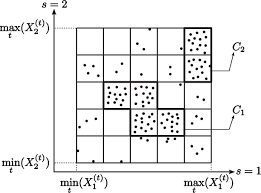 s = 2
max_t(X_2^{(t)})
C_2
C_1
min_t(X_2^{(t)})
s = 1
min_t(X_1^{(t)})
max_t(X_1^{(t)})